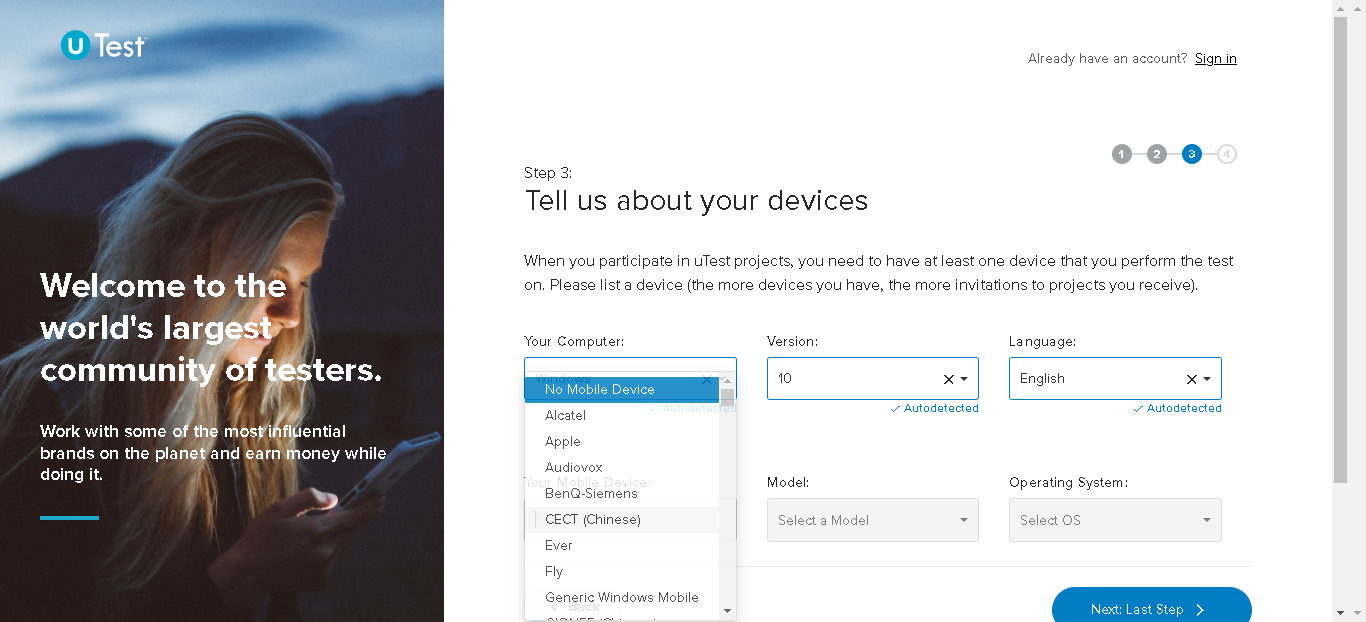 U Test
Already have an account? Sign in
1 2 3 4
Step 3:
Tell us about your devices
When you participate in uTest projects, you need to have at least one device that you perform the test
on. Please list a device (the more devices you have, the more invitations to projects you receive).
Welcome to the
world's largest
community of testers.
Work with some of the most influential
brands on the planet and earn money while
doing it.
Your Computer:
Windows
Autodetected
Version:
10
Autodetected
Language:
English
Autodetected
Your Mobile Device:
No Mobile Device
Alcatel
Apple
Audiovox
BenQ-Siemens
CECT (Chinese)
Ever
Fly
Generic Windows Mobile
Model:
Select a Model
Operating System:
Select OS
Back
Next: Last Step